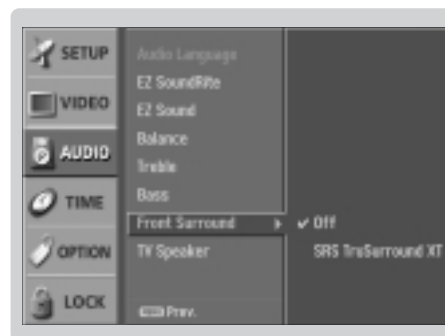 SETUP
VIDEO
AUDIO
TIME
OPTION
LOCK
Audio Language
EZ SoundRite
EZ Sound
Balance
Treble
Bass
Front Surround
TV Speaker
Prev.
Off
SRS TruSurround XT